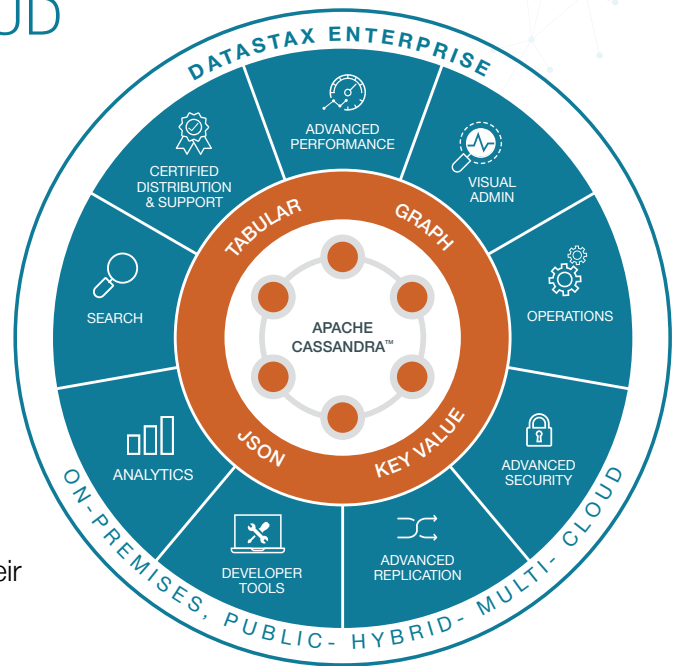 UD
DATASTAX ENTERPRISE
ADVANCED
PERFORMANCE
CERTIFIED
DISTRIBUTION
& SUPPORT
VISUAL
ADMIN
TABULAR
GRAPH
SEARCH
OPERATIONS
APACHE
CASSANDRA™
JSON
KEY VALUE
ANALYTICS
ADVANCED
SECURITY
DEVELOPER
TOOLS
ADVANCED
REPLICATION
eir
ON-PREMISES, PUBLIC- HYBRID- MULTI- CLOUD